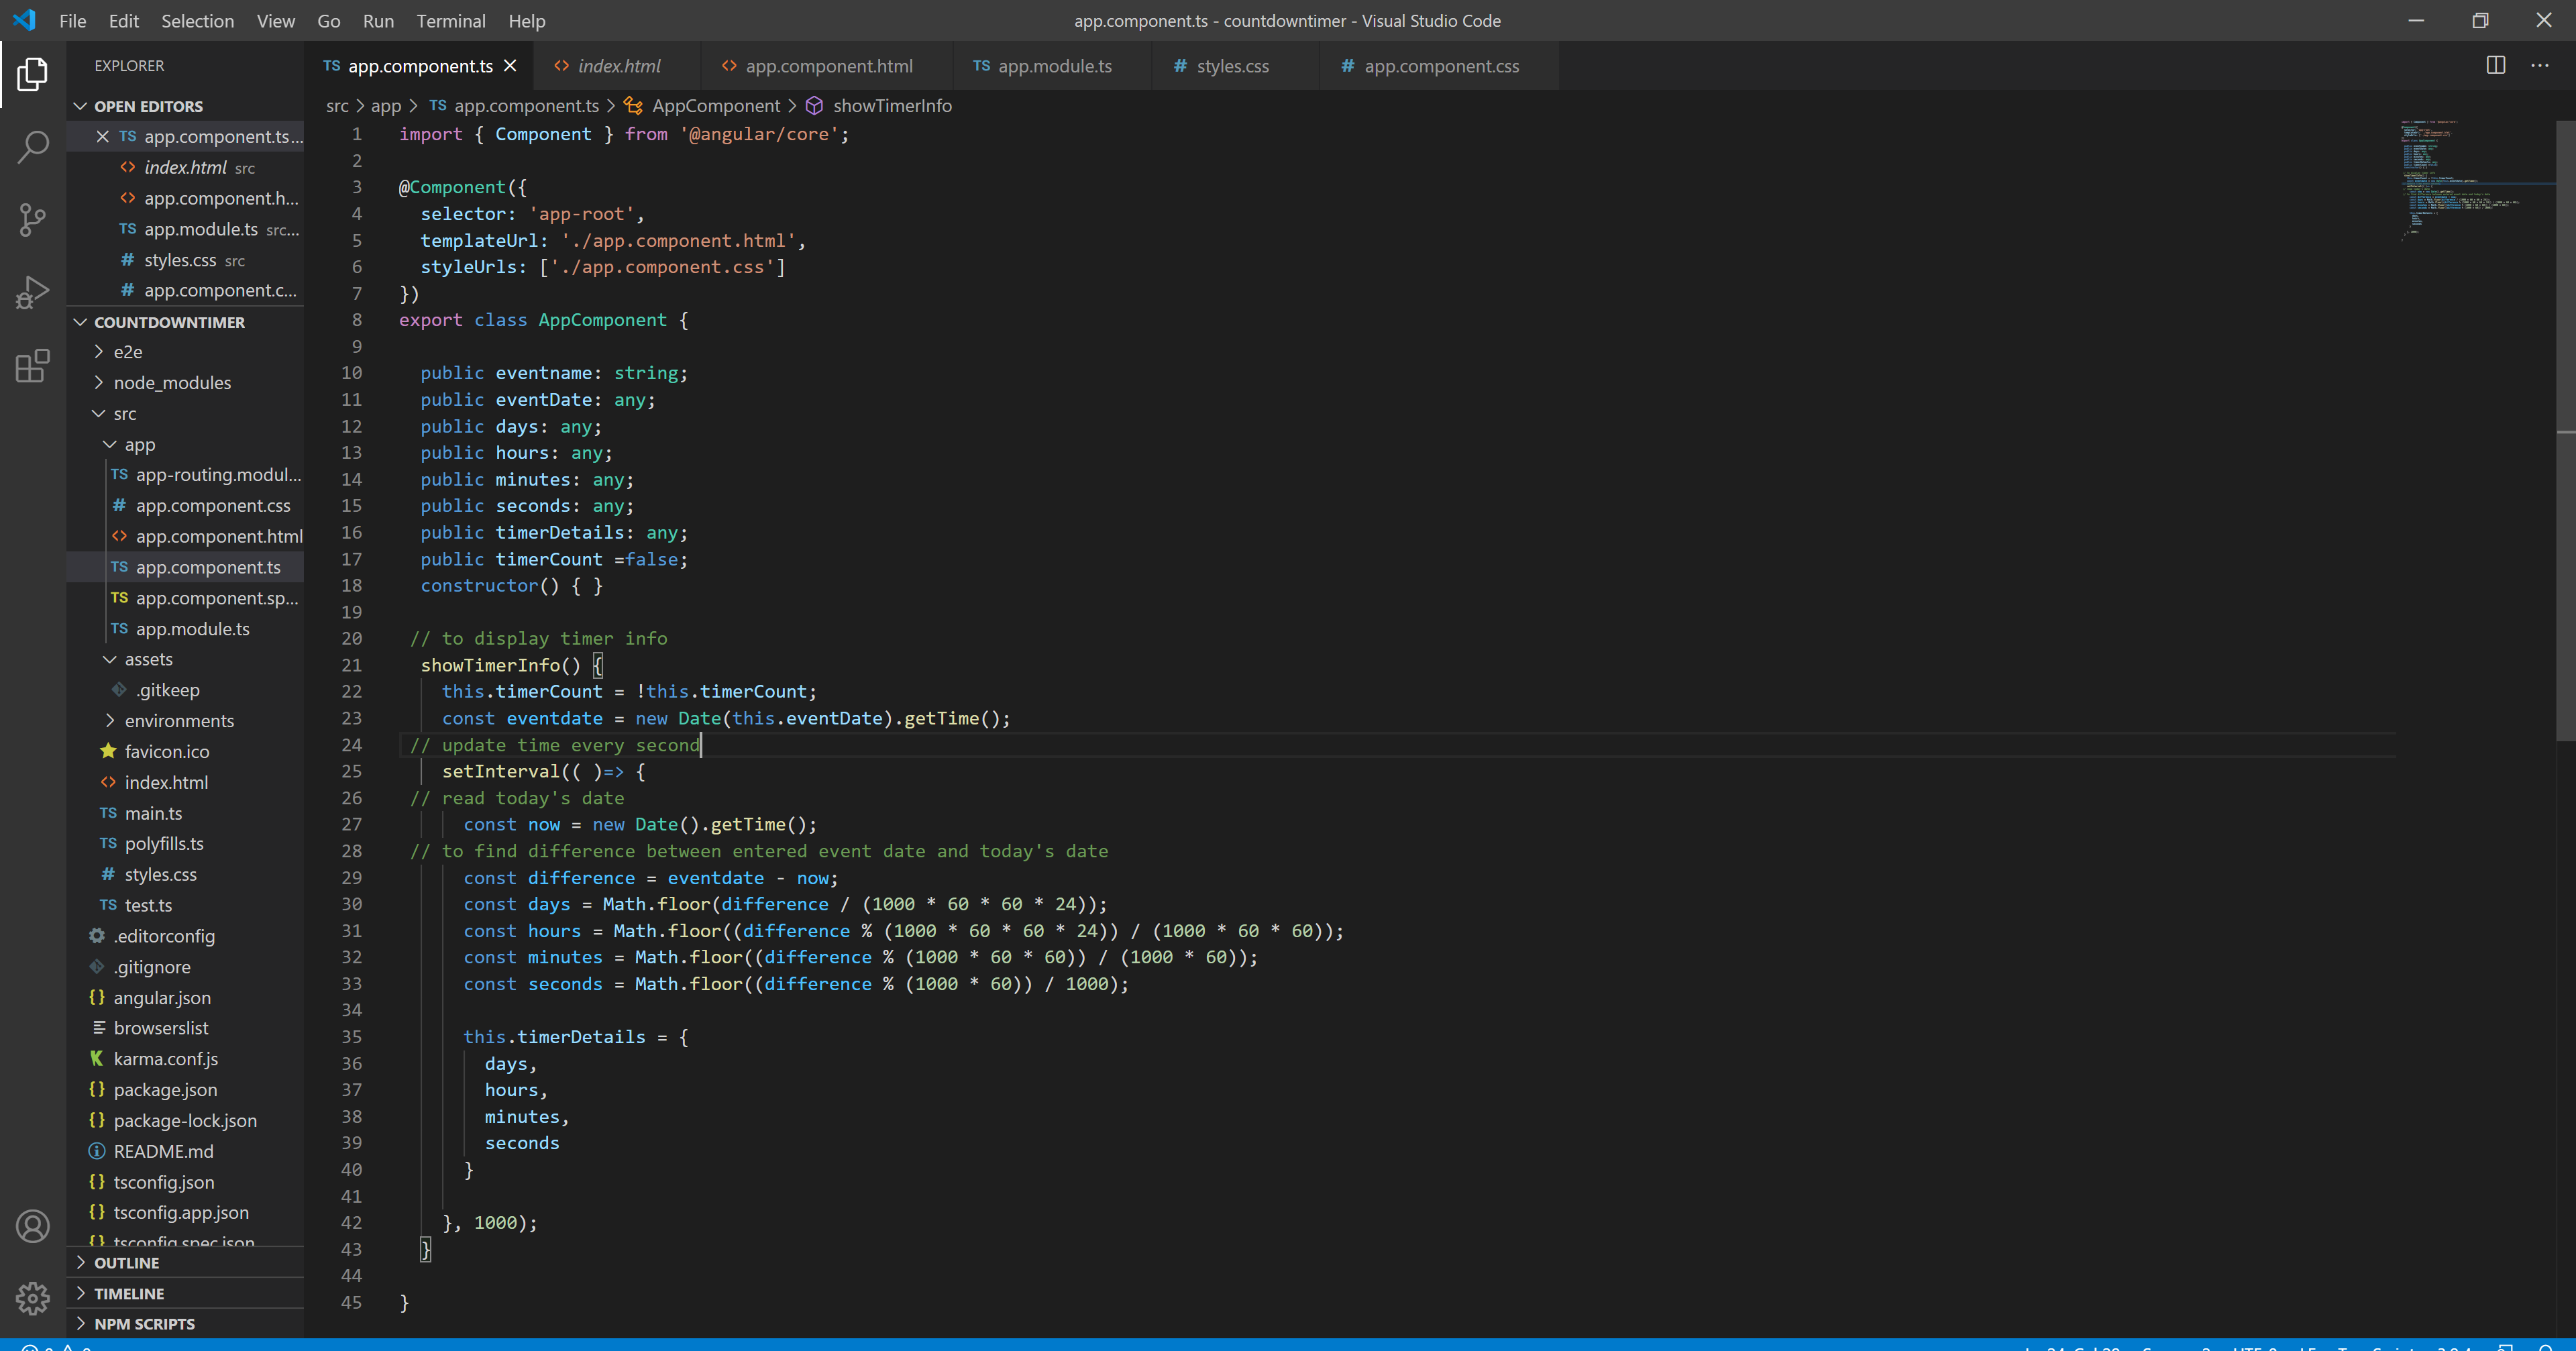 File Edit Selection View Go Run Terminal Help
app.component.ts - countdowntimer - Visual Studio Code
EXPLORER
OPEN EDITORS
TS app.component.ts...
<> index.html src
<> app.component.h...
TS app.module.ts src...
# styles.css src
# app.component.c...
COUNTDOWNTIMER
e2e
node_modules
src
app
TS app-routing.modul...
# app.component.css
<> app.component.html
TS app.component.ts
TS app.component.sp...
TS app.module.ts
assets
.gitkeep
environments
favicon.ico
<> index.html
TS main.ts
TS polyfills.ts
# styles.css
TS test.ts
.editorconfig
.gitignore
{} angular.json
browserslist
karma.conf.js
{} package.json
{} package-lock.json
README.md
{} tsconfig.json
{} tsconfig.app.json
{} tsconfig.spec.json
OUTLINE
TIMELINE
NPM SCRIPTS
TS app.component.ts <> index.html <> app.component.html TS app.module.ts # styles.css # app.component.css
src > app > TS app.component.ts > AppComponent > showTimerInfo
1 import { Component } from '@angular/core';
2
3 @Component({
4 selector: 'app-root',
5 templateUrl: './app.component.html',
6 styleUrls: ['./app.component.css']
7 })
8 export class AppComponent {
9
10 public eventname: string;
11 public eventDate: any;
12 public days: any;
13 public hours: any;
14 public minutes: any;
15 public seconds: any;
16 public timerDetails: any;
17 public timerCount =false;
18 constructor() { }
19
20 // to display timer info
21 showTimerInfo() {
22 this.timerCount = !this.timerCount;
23 const eventdate = new Date(this.eventDate).getTime();
24 // update time every second
25 setInterval(( )=> {
26 // read today's date
27 const now = new Date().getTime();
28 // to find difference between entered event date and today's date
29 const difference = eventdate - now;
30 const days = Math.floor(difference / (1000 * 60 * 60 * 24));
31 const hours = Math.floor((difference % (1000 * 60 * 60 * 24)) / (1000 * 60 * 60));
32 const minutes = Math.floor((difference % (1000 * 60 * 60)) / (1000 * 60));
33 const seconds = Math.floor((difference % (1000 * 60)) / 1000);
34
35 this.timerDetails = {
36 days,
37 hours,
38 minutes,
39 seconds
40 }
41
42 }, 1000);
43 }
44
45 }